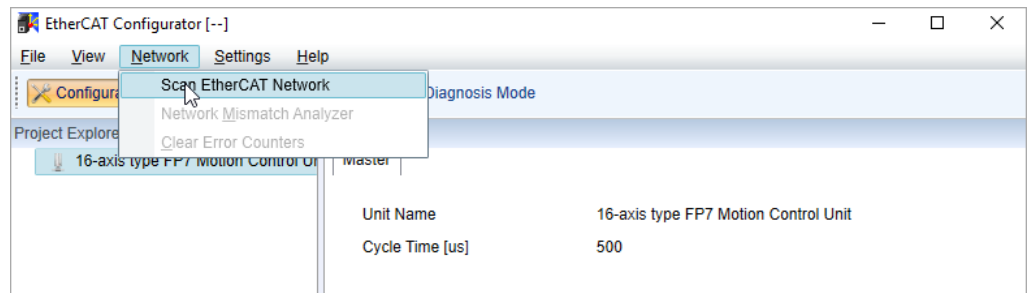 EtherCAT Configurator [--]
File View Network Settings Help
Scan EtherCAT Network
Configura Diagnosis Mode
Network Mismatch Analyzer
Project Explore
Clear Error Counters
16-axis type FP7 Motion Control Un Master
Unit Name 16-axis type FP7 Motion Control Unit
Cycle Time [us] 500